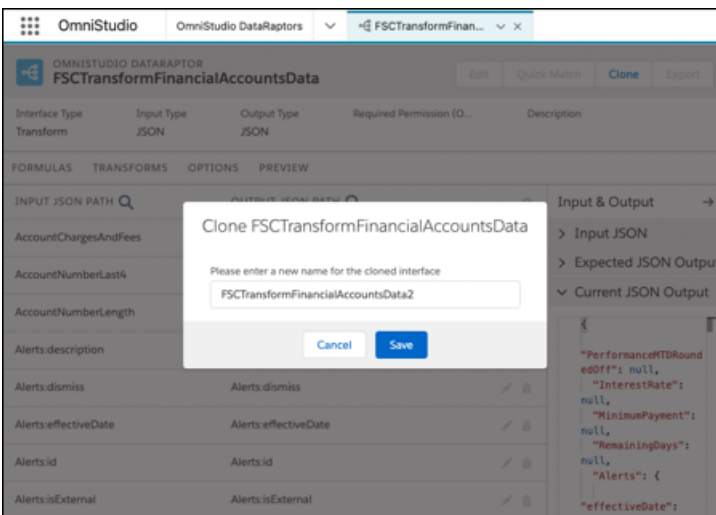 OmniStudio
OmniStudio DataRaptors
FSCTransformFinan...
OMNISTUDIO DATARAPTOR
FSCTransformFinancialAccountsData
Edit
Quick Match
Clone
Export
Interface Type
Input Type
Output Type
Required Permission (O...
Description
Transform
JSON
JSON
FORMULAS
TRANSFORMS
OPTIONS
PREVIEW
INPUT JSON PATH
OUTPUT JSON PATH
AccountChargesAndFees
AccountNumberLast4
AccountNumberLength
Alerts:description
Alerts:dismiss
Alerts:dismiss
Alerts:effectiveDate
Alerts:effectiveDate
Alerts:id
Alerts:id
Alerts:isExternal
Alerts:isExternal
Clone FSCTransformFinancialAccountsData
Please enter a new name for the cloned interface
FSCTransformFinancialAccountsData2
Cancel
Save
Input & Output
Input JSON
Expected JSON Outpu
Current JSON Output
{
"PerformanceMTDRound
edOff": null,
"InterestRate":
null,
"MinimumPayment":
null,
"RemainingDays":
null,
"Alerts": {
"effectiveDate":